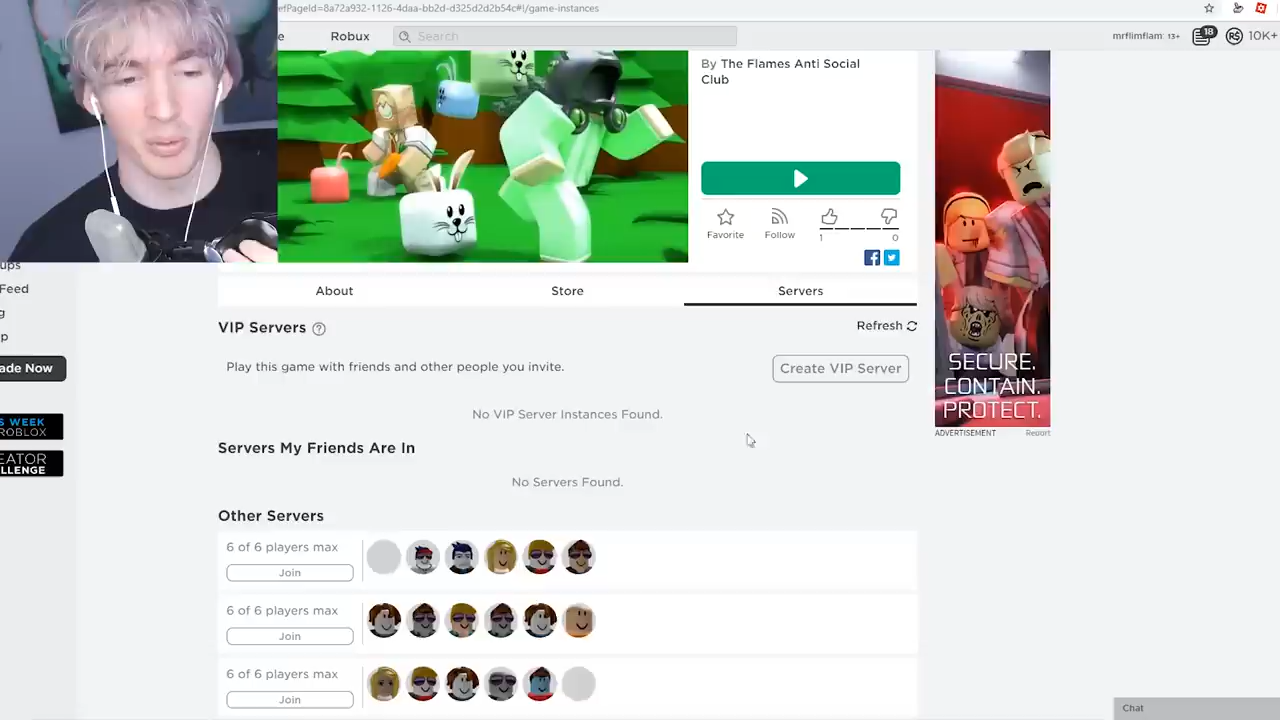 efPageId=8a72a932-1126-4daa-bb2d-d325d2d2b54c#!/game-instances
e
Robux
Search
mrflimflam: 13+
18
10K+
By The Flames Anti Social
Club
Favorite
Follow
1
0
ups
Feed
g
p
ade Now
S WEEK
ROBLOX
EATOR
LLENGE
About
Store
Servers
VIP Servers
Refresh
Play this game with friends and other people you invite.
Create VIP Server
No VIP Server Instances Found.
Servers My Friends Are In
No Servers Found.
Other Servers
6 of 6 players max
Join
6 of 6 players max
Join
6 of 6 players max
Join
SECURE.
CONTAIN.
PROTECT.
ADVERTISEMENT
Report
Chat